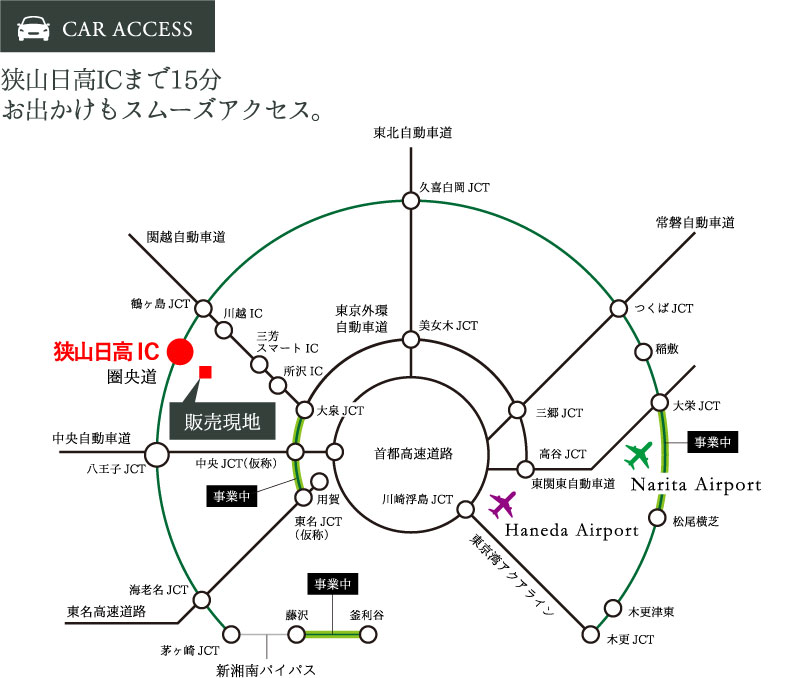 CAR ACCESS
狭山日高ICまで15分
お出かけもスムーズアクセス。
東北自動車道
久喜白岡 JCT
常磐自動車道
関越自動車道
鶴ヶ島 JCT
川越 IC
つくば JCT
東京外環
自動車道
美女木 JCT
三芳
スマート IC
稲敷
狭山日高 IC
圏央道
所沢 IC
大泉 JCT
三郷 JCT
大栄 JCT
販売現地
事業中
中央自動車道
八王子 JCT
中央 JCT(仮称)
首都高速道路
高谷 JCT
東関東自動車道
Narita Airport
事業中
用賀
川崎浮島 JCT
東名 JCT
(仮称)
Haneda Airport
松尾横芝
東京湾アクアライン
海老名 JCT
東名高速道路
事業中
藤沢
釜利谷
木更津東
木更 JCT
茅ヶ崎 JCT
新湘南バイパス